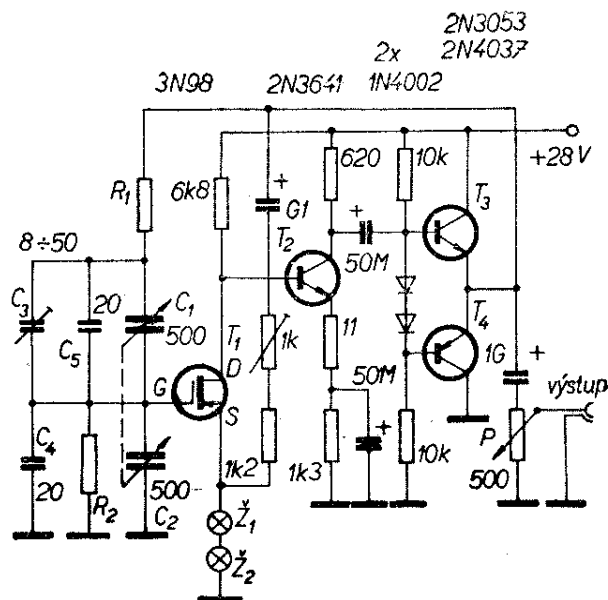 2N3053
2x 2N4037
3N98 2N3641 1N4002
620 10k +28V
R1 6k8 + G1 T3
8÷50 T2 +
50M
C3 20 C1 T4
500 T1 1k 11 1G +
C5 D 50M výstup
G S +
C4 P
20 R2 500 1k2 1k3 10k 500
C2 Ž1
Ž2